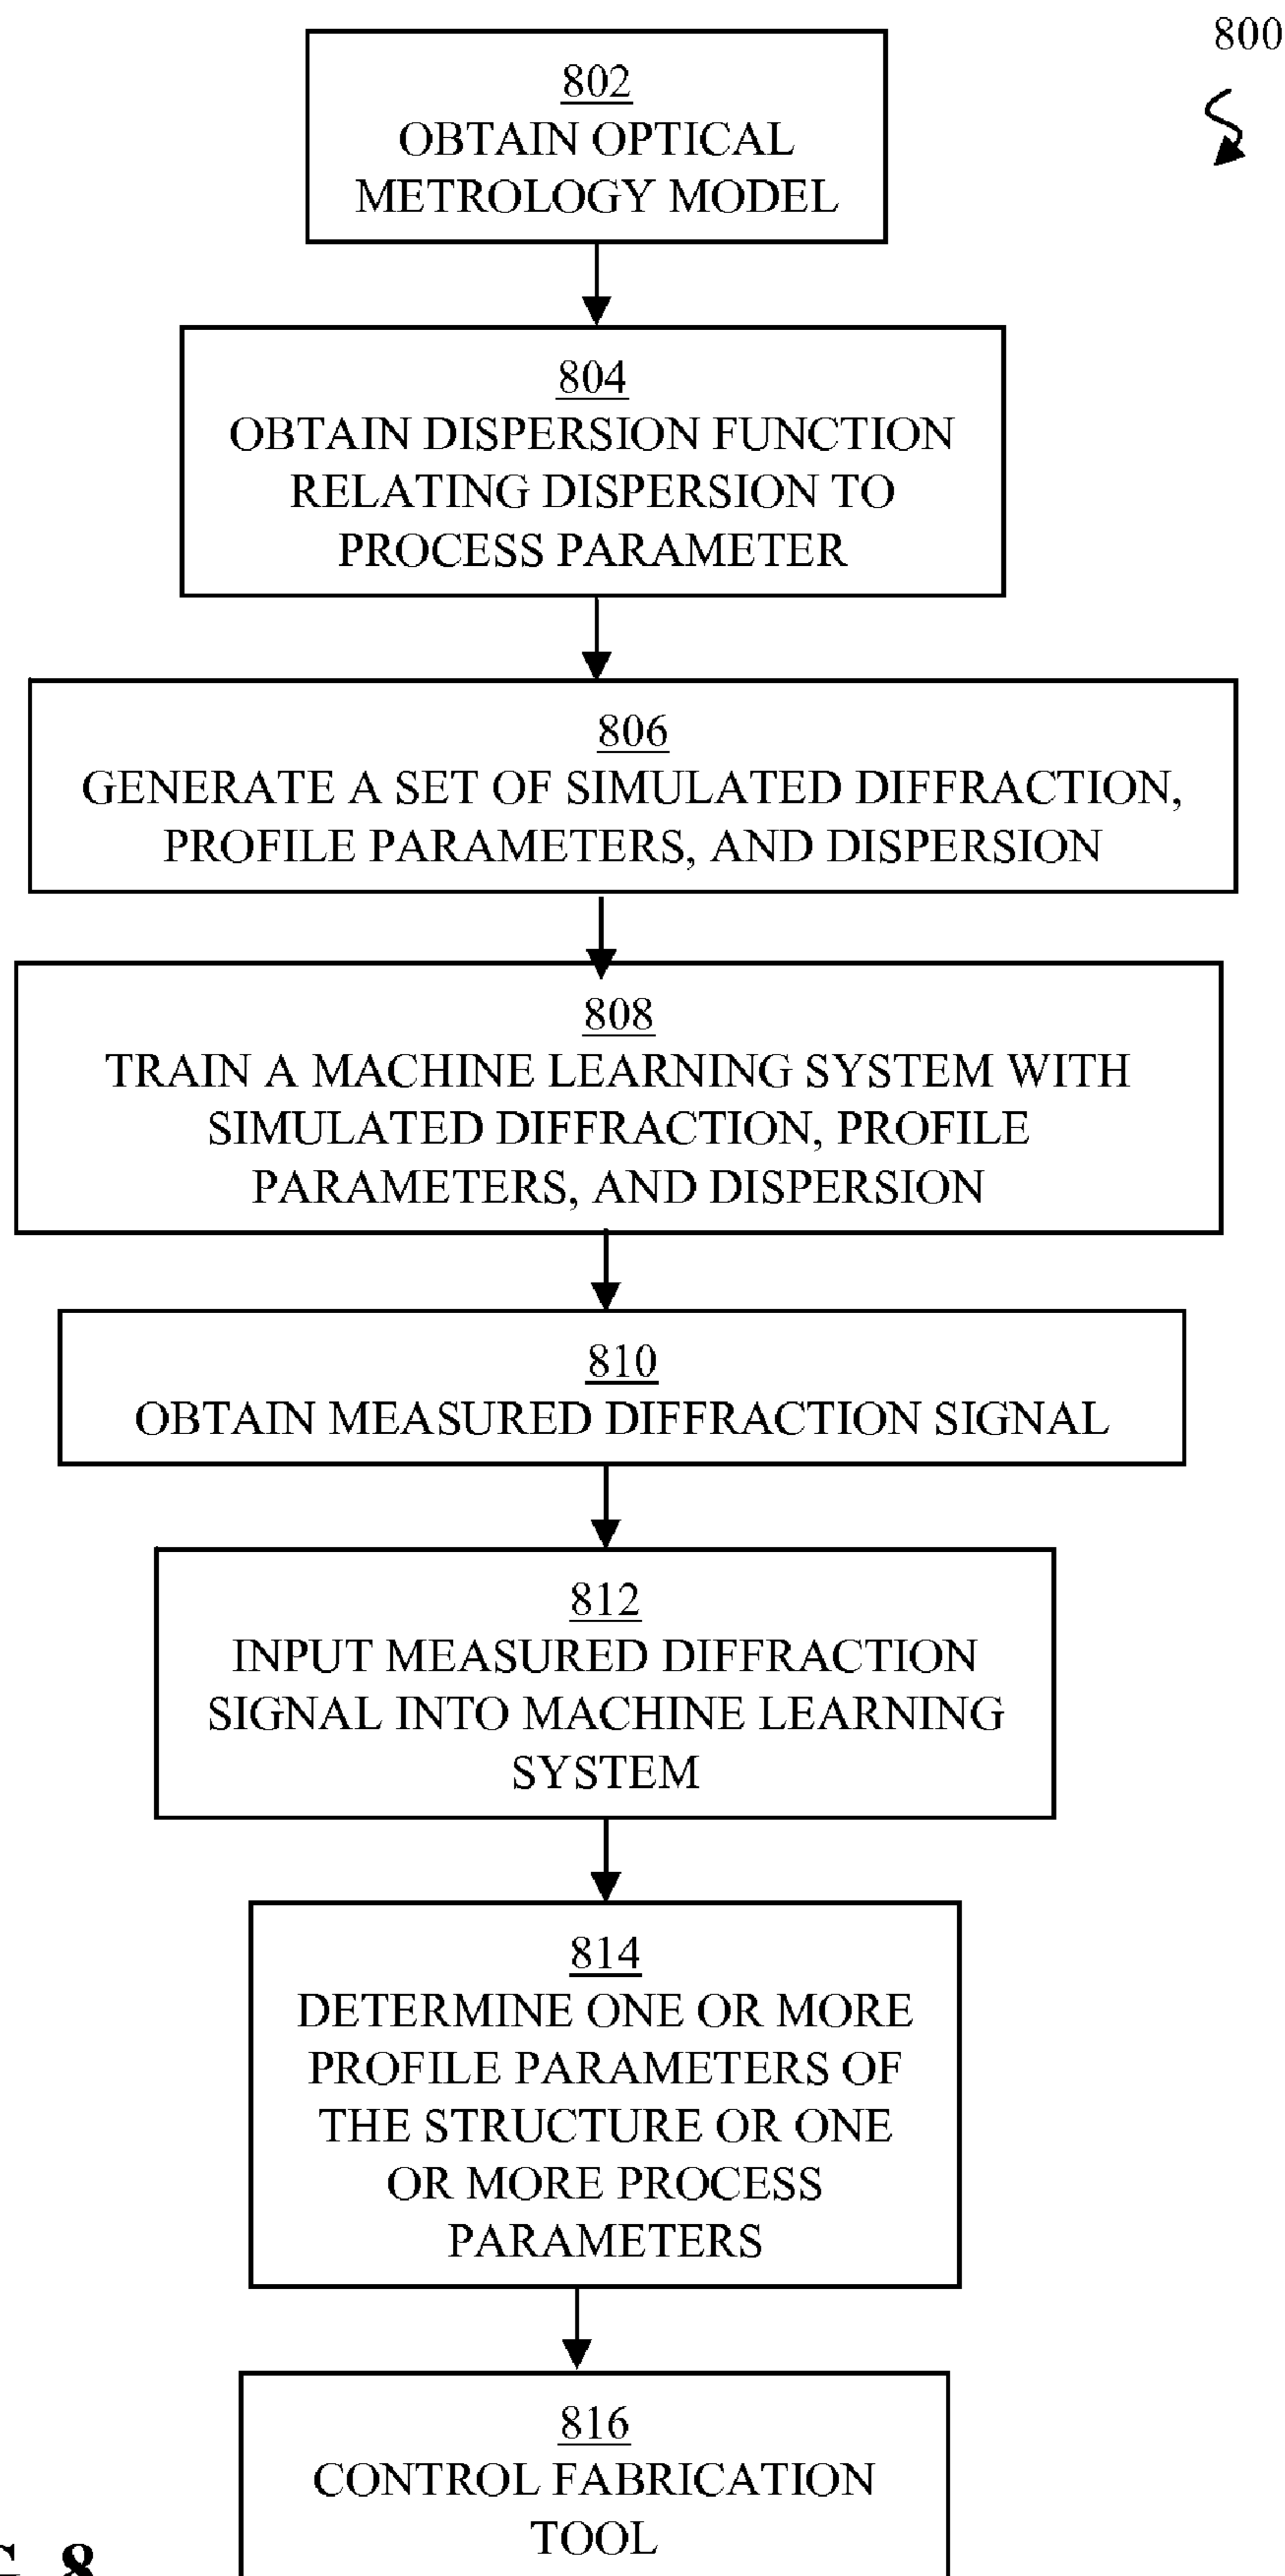 800
802
OBTAIN OPTICAL
METROLOGY MODEL
804
OBTAIN DISPERSION FUNCTION
RELATING DISPERSION TO
PROCESS PARAMETER
806
GENERATE A SET OF SIMULATED DIFFRACTION,
PROFILE PARAMETERS, AND DISPERSION
808
TRAIN A MACHINE LEARNING SYSTEM WITH
SIMULATED DIFFRACTION, PROFILE
PARAMETERS, AND DISPERSION
810
OBTAIN MEASURED DIFFRACTION SIGNAL
812
INPUT MEASURED DIFFRACTION
SIGNAL INTO MACHINE LEARNING
SYSTEM
814
DETERMINE ONE OR MORE
PROFILE PARAMETERS OF
THE STRUCTURE OR ONE
OR MORE PROCESS
PARAMETERS
816
CONTROL FABRICATION
TOOL
8